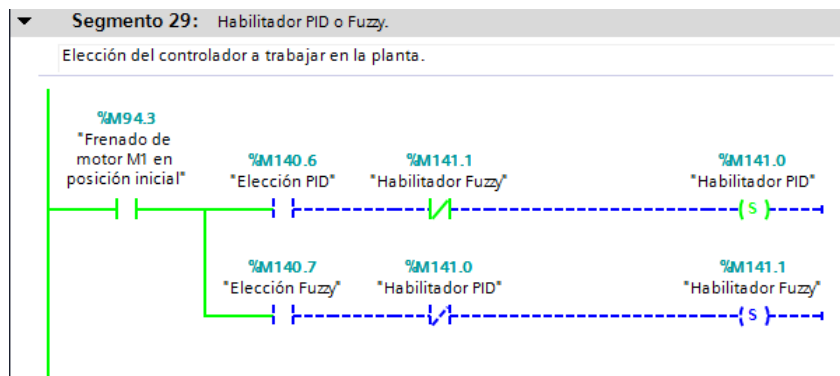 Segmento 29: Habilitador PID o Fuzzy.
Elección del controlador a trabajar en la planta.
%M94.3
"Frenado de
motor M1 en
posición inicial"
%M140.6
"Elección PID"
%M141.1
"Habilitador Fuzzy"
%M141.0
"Habilitador PID"
S
%M140.7
"Elección Fuzzy"
%M141.0
"Habilitador PID"
%M141.1
"Habilitador Fuzzy"
S